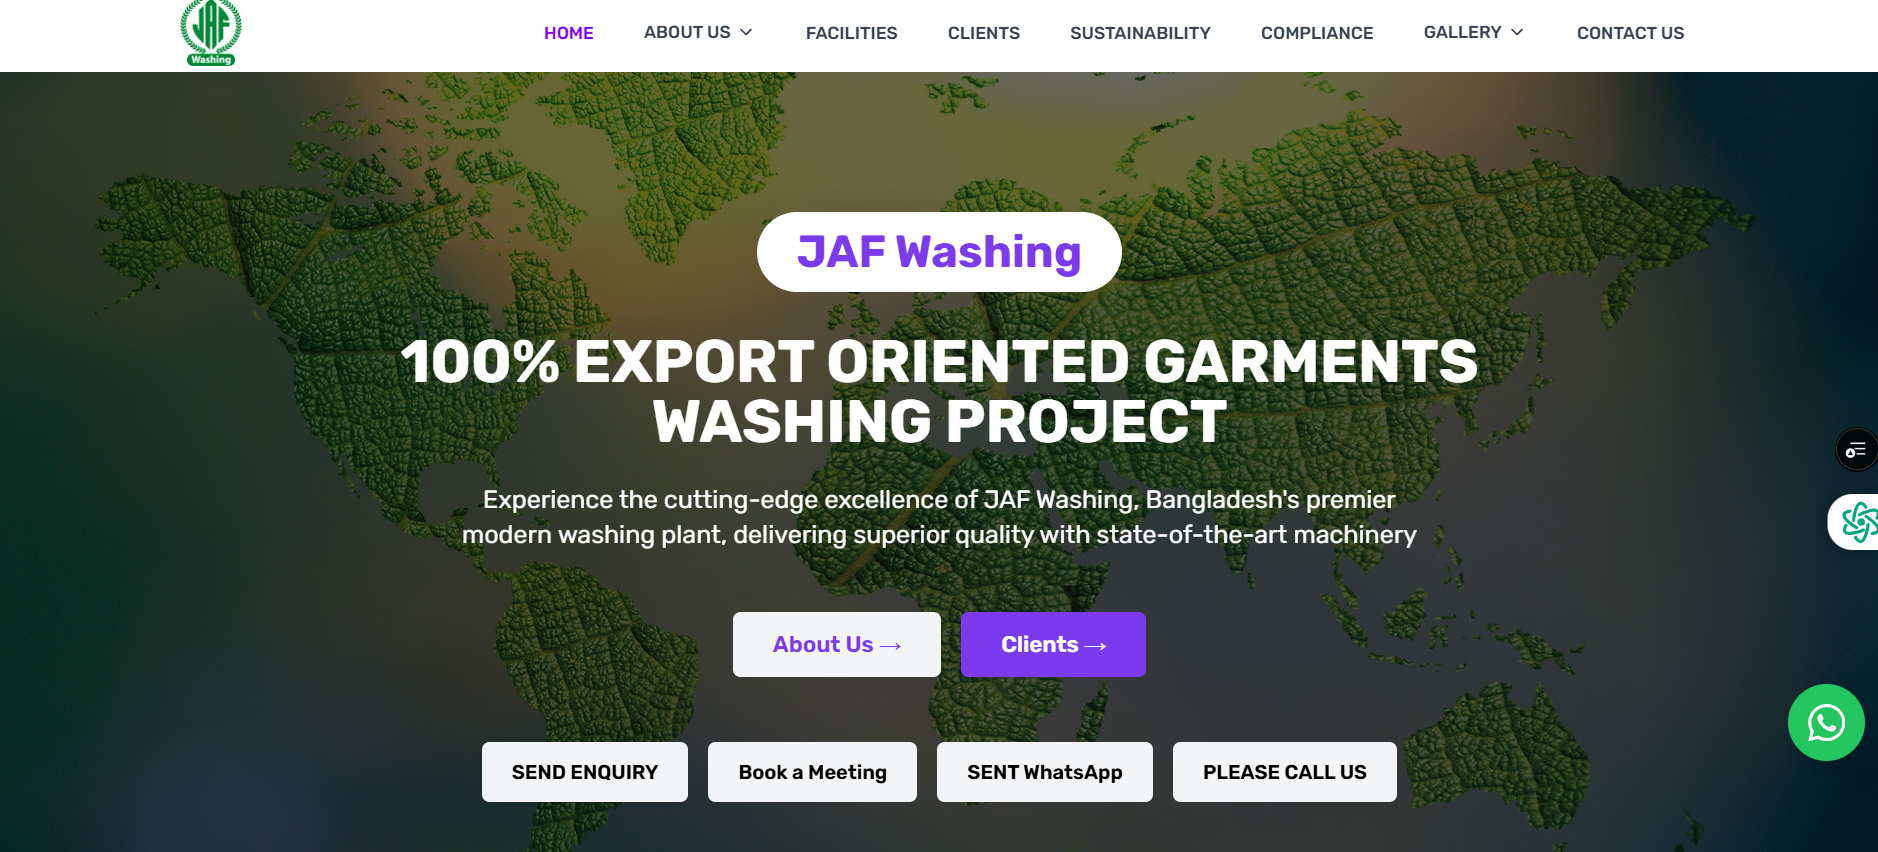 JAF
Washing
HOME
ABOUT US
FACILITIES
CLIENTS
SUSTAINABILITY
COMPLIANCE
GALLERY
CONTACT US
JAF Washing
100% EXPORT ORIENTED GARMENTS
WASHING PROJECT
Experience the cutting-edge excellence of JAF Washing, Bangladesh's premier
modern washing plant, delivering superior quality with state-of-the-art machinery
About Us →
Clients →
SEND ENQUIRY
Book a Meeting
SENT WhatsApp
PLEASE CALL US